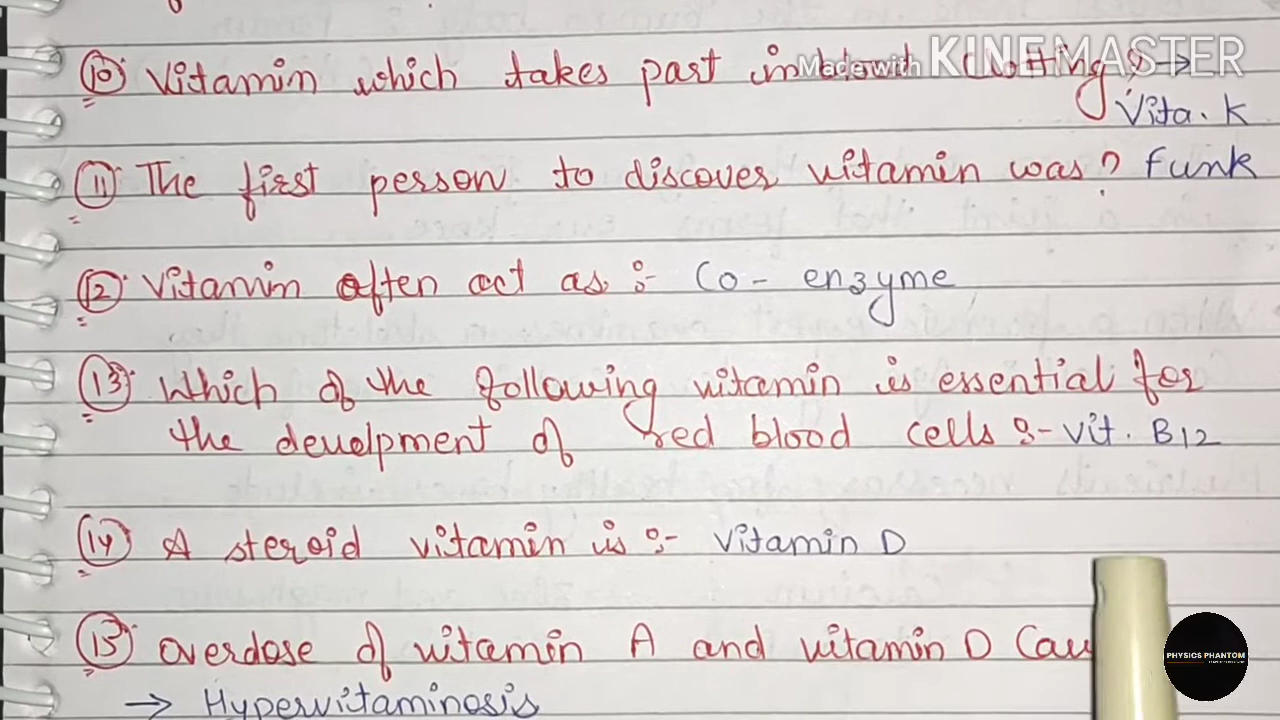 10 Vitamin which takes part in blood clotting :→
Vita. K
Made with KINEMASTER
11 The first person to discover vitamin was? Funk
12 Vitamin often act as :- Co-enzyme
13 Which of the following vitamin is essential for
the develpment of red blood cells :- vit. B12
14 A steroid vitamin is :- Vitamin D
15 overdose of vitamin A and vitamin D Cau
→ Hypervitaminosis
PHYSICS PHANTOM